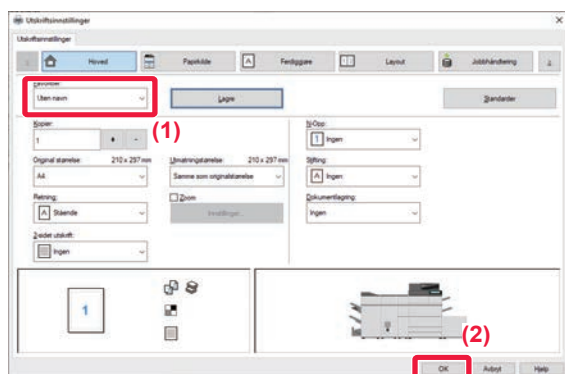 Utskriftsinnstillinger
Utskriftsinnstillinger
Hoved
Papirkilde
Ferdiggjøre
Layout
Jobbhåndtering
Favoritter:
Uten navn
Lagre
Standarder
(1)
Kopier:
1
+ -
N-Opp:
1 Ingen
Original størrelse: 210 x 297 mm
Utmatningstørrelse: 210 x 297 mm
A4
Samme som originalstørrelse
Stifting:
A Ingen
Retning:
A Stående
Zoom
Innstillinger...
Dokumentlagring:
Ingen
2-sidet utskrift:
Ingen
1
(2)
OK Avbryt Hjelp